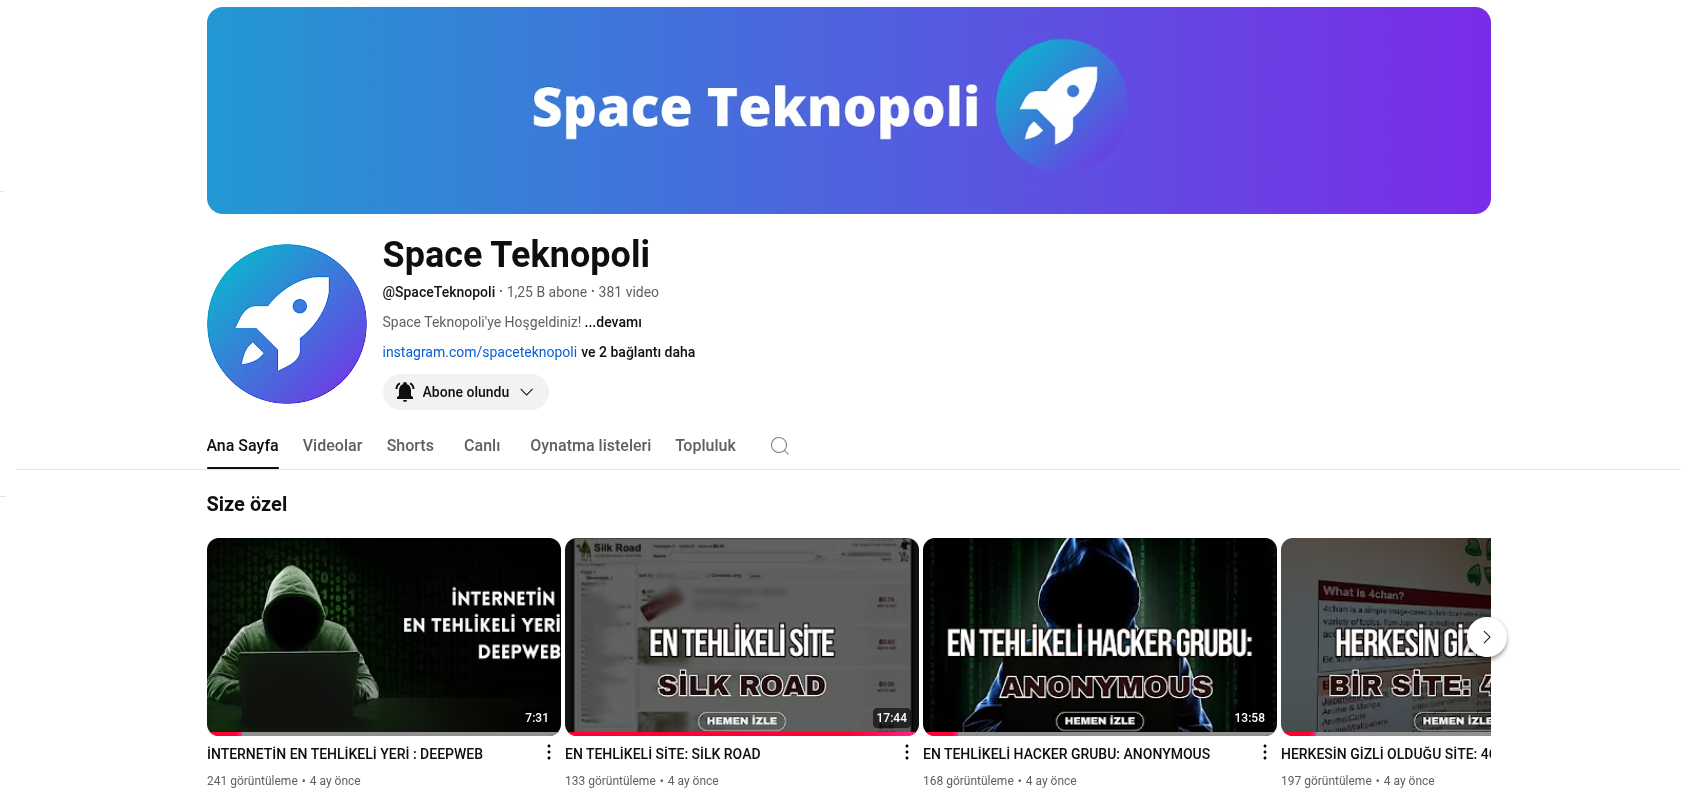 Space Teknopoli
Space Teknopoli
@SpaceTeknopoli · 1,25 B abone · 381 video
Space Teknopoli'ye Hoşgeldiniz! ...devamı
instagram.com/spaceteknopoli ve 2 bağlantı daha
Abone olundu
Ana Sayfa Videolar Shorts Canlı Oynatma listeleri Topluluk
Size özel
İNTERNETİN
EN TEHLİKELİ YERİ
DEEPWEB
7:31
Silk Road
EN TEHLİKELİ SİTE
SİLK ROAD
HEMEN İZLE
17:44
EN TEHLİKELİ HACKER GRUBU:
ANONYMOUS
HEMEN İZLE
13:58
What is 4chan?
HERKESİN
BİR SİTE: 4
HEMEN İZLE
İNTERNETİN EN TEHLİKELİ YERİ : DEEPWEB
241 görüntüleme • 4 ay önce
EN TEHLİKELİ SİTE: SİLK ROAD
133 görüntüleme • 4 ay önce
EN TEHLİKELİ HACKER GRUBU: ANONYMOUS
168 görüntüleme • 4 ay önce
HERKESİN GİZLİ OLDUĞU SİTE:
197 görüntüleme • 4 ay önce